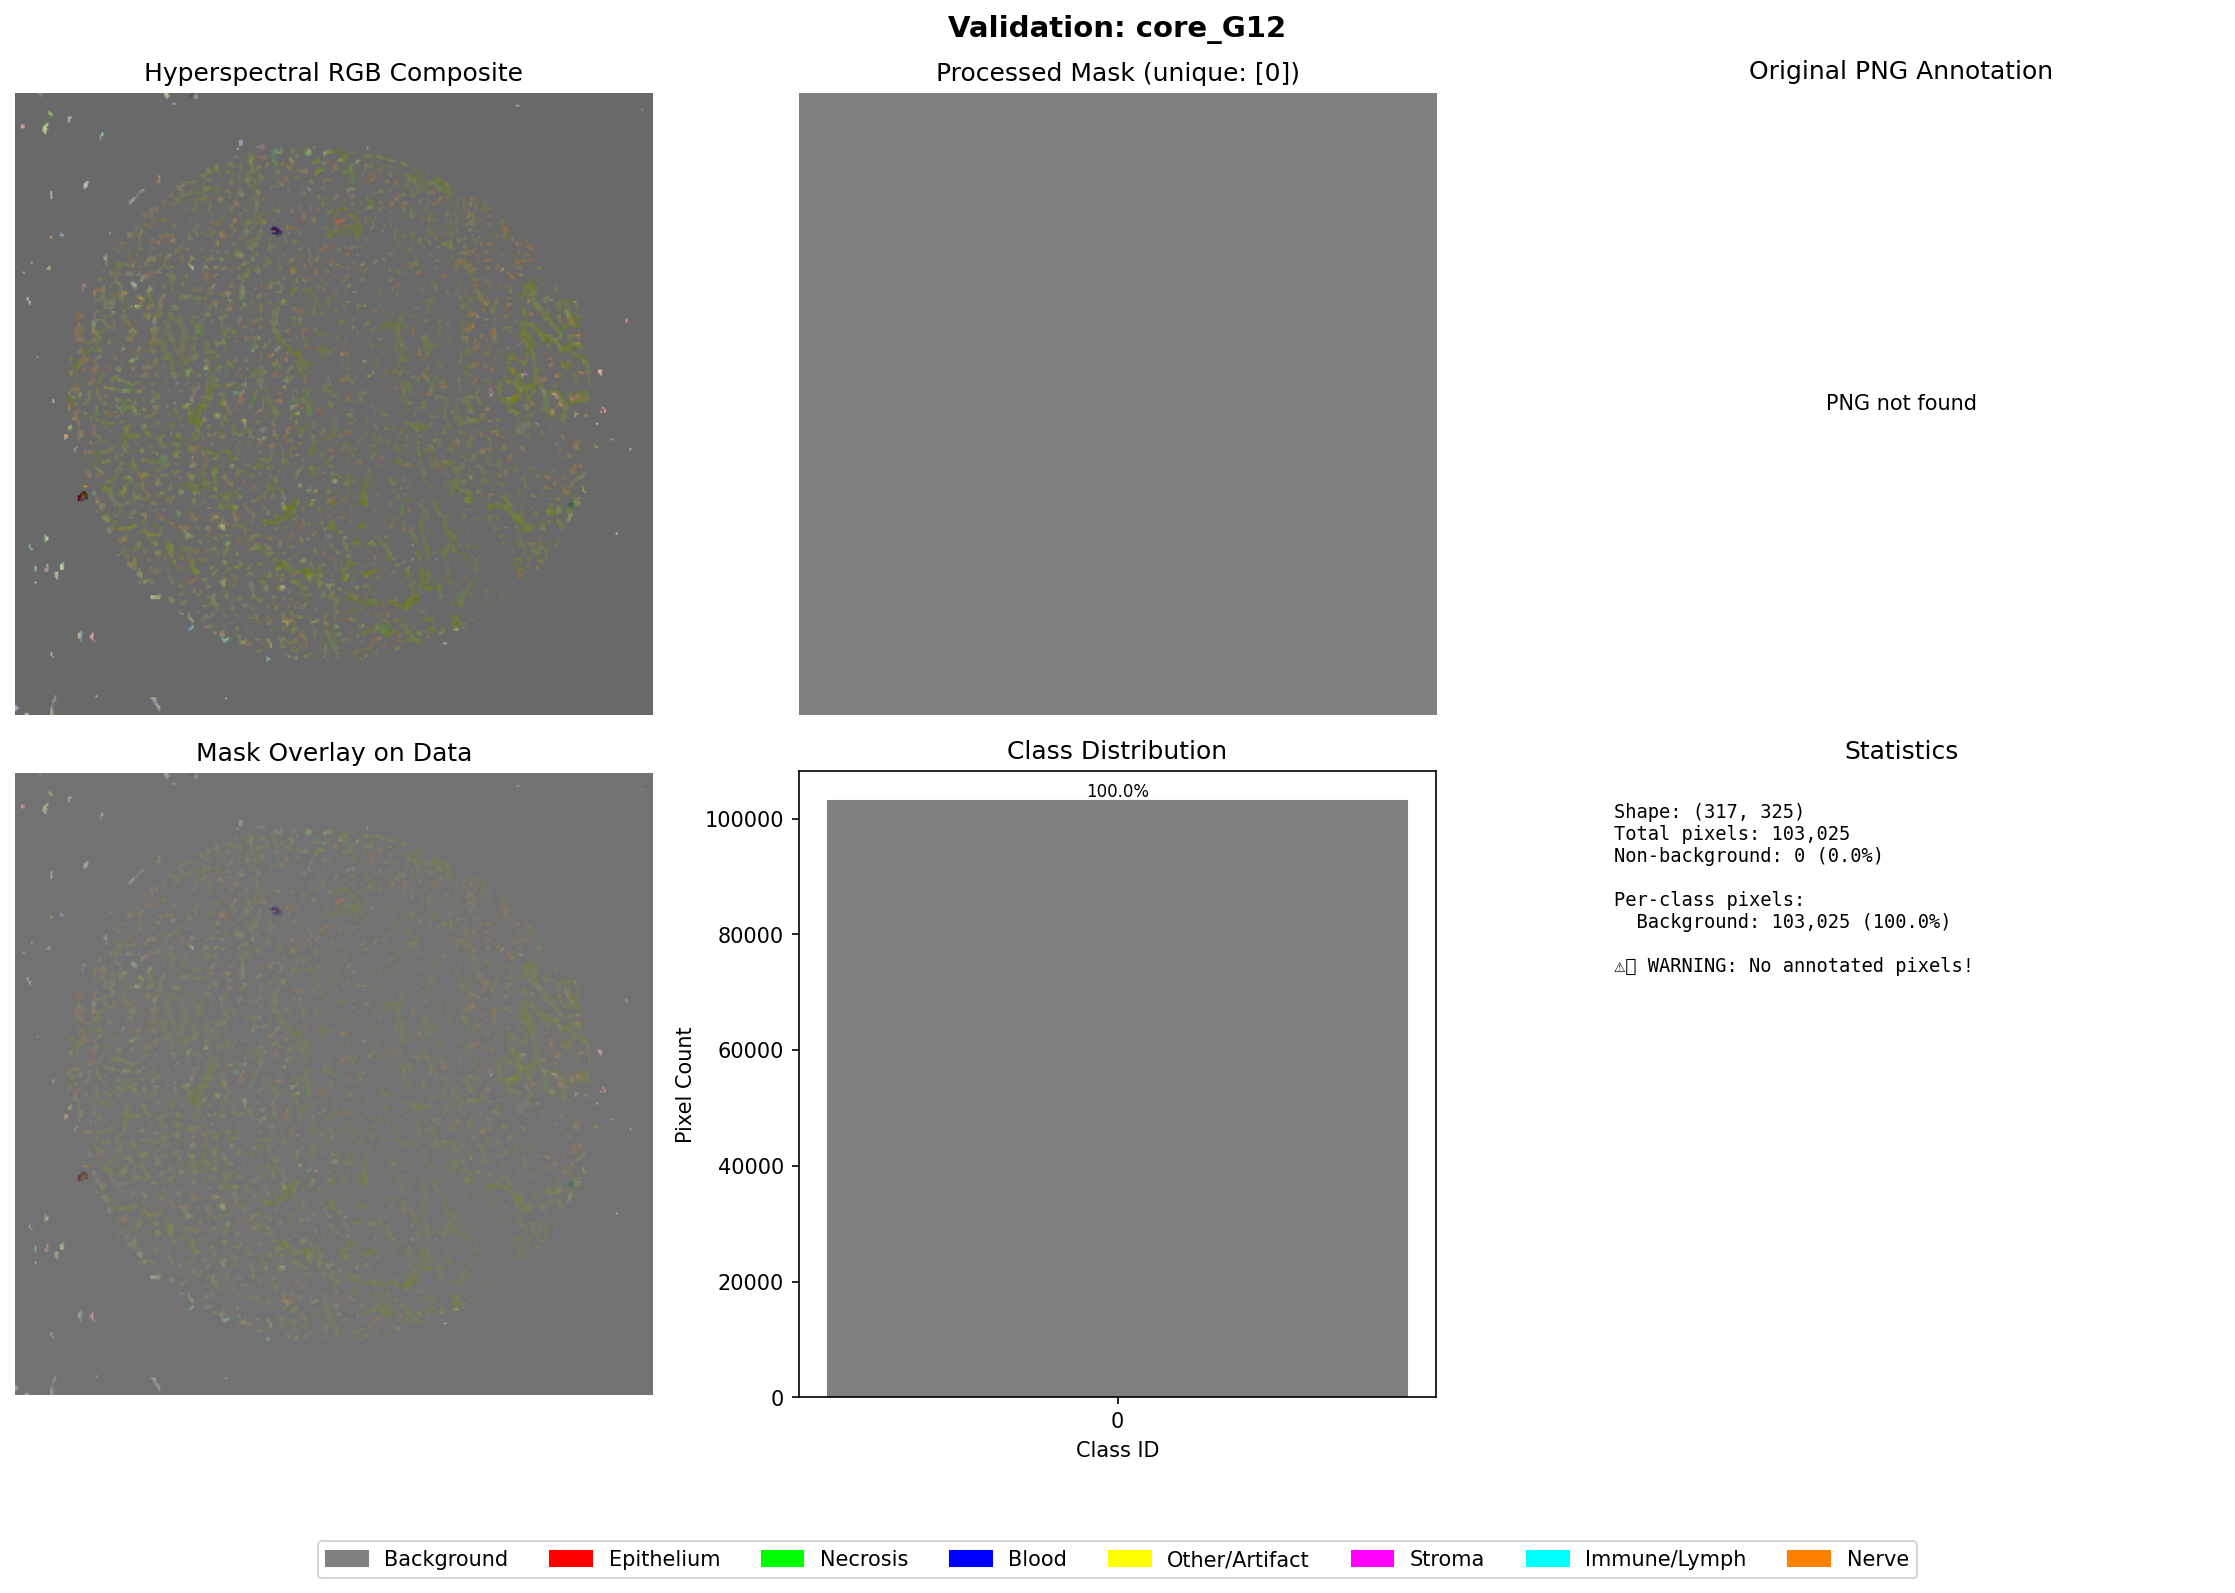 Validation: core_G12
Hyperspectral RGB Composite
Processed Mask (unique: [0])
Original PNG Annotation
PNG not found
Mask Overlay on Data
Class Distribution
100.0%
100000
80000
60000
40000
20000
0
Pixel Count
0
Class ID
Statistics
Shape: (317, 325)
Total pixels: 103,025
Non-background: 0 (0.0%)
Per-class pixels:
Background: 103,025 (100.0%)
⚠▯ WARNING: No annotated pixels!
Background
Epithelium
Necrosis
Blood
Other/Artifact
Stroma
Immune/Lymph
Nerve